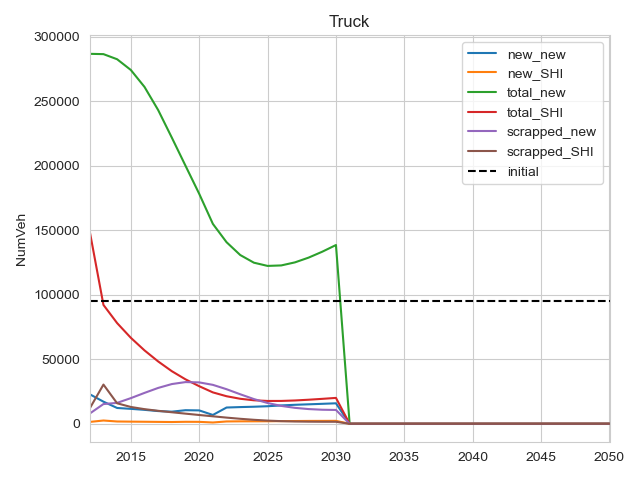 Truck
300000
250000
200000
150000
100000
50000
0
NumVeh
new_new
new_SHI
total_new
total_SHI
scrapped_new
scrapped_SHI
initial
2015 2020 2025 2030 2035 2040 2045 2050